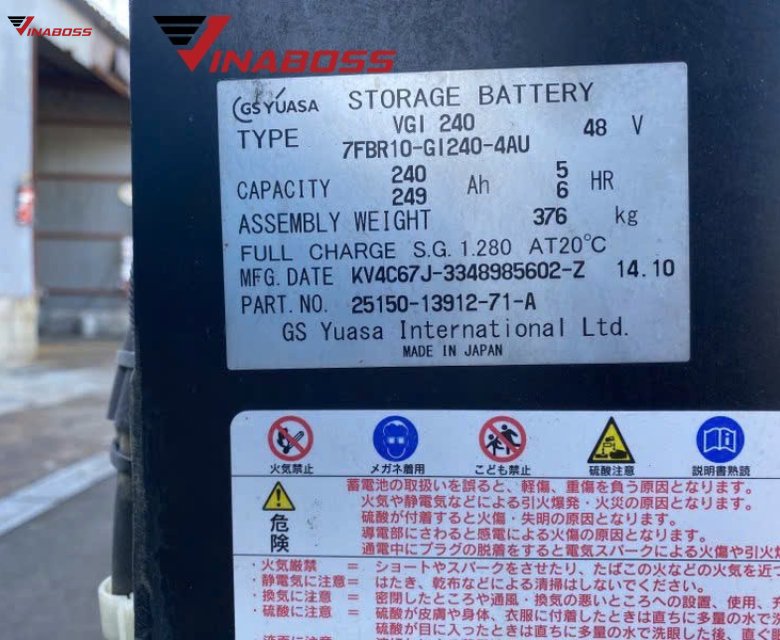 VINABOSS
VINABOSS
GS YUASA STORAGE BATTERY
TYPE VGI 240 48 V
7FBR10-GI240-4AU
CAPACITY 240 Ah 5 HR
249 6
ASSEMBLY WEIGHT 376 kg
FULL CHARGE S.G. 1.280 AT20℃
MFG. DATE KV4C67J-3348985602-Z 14.10
PART. NO. 25150-13912-71-A
GS Yuasa International Ltd.
MADE IN JAPAN
火気禁止 メガネ着用 こども禁止 硫酸注意 説明書熟読
危険
蓄電池の取扱いを誤ると、軽傷、重傷を負う原因となります。
火気や静電気などによる引火爆発・火災の原因となります。
硫酸が付着すると火傷・失明の原因となります。
導電部にさわると感電による火傷の原因となります。
通電中にプラグの脱着をすると電気スパークによる火傷や引火爆
・火気厳禁 = ショートやスパークをさせたり、たばこの火などの火気を近づ
・静電気に注意= はたき、乾布などによる清掃はしないでください。
・換気に注意 = 密閉したところや通風・換気の悪いところへの設置、使用、充
・硫酸に注意 = 硫酸が皮膚や身体、衣服に付着したときは直ちに多量の水で
硫酸が目に入ったときは直ちに多量の水で洗眼した後、直ぐ